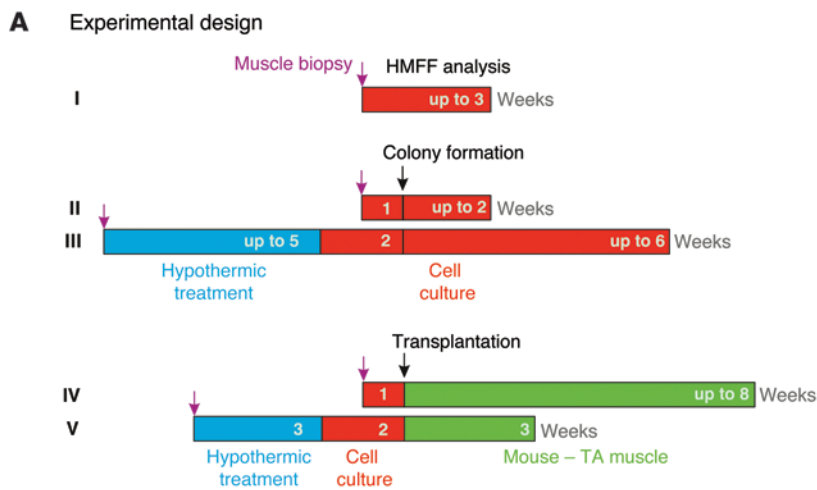 A Experimental design
Muscle biopsy HMFF analysis
I up to 3 Weeks
Colony formation
II 1 up to 2 Weeks
III up to 5 2 up to 6 Weeks
Hypothermic Cell
treatment culture
Transplantation
IV 1 up to 8 Weeks
V 3 2 3 Weeks
Hypothermic Cell Mouse – TA muscle
treatment culture